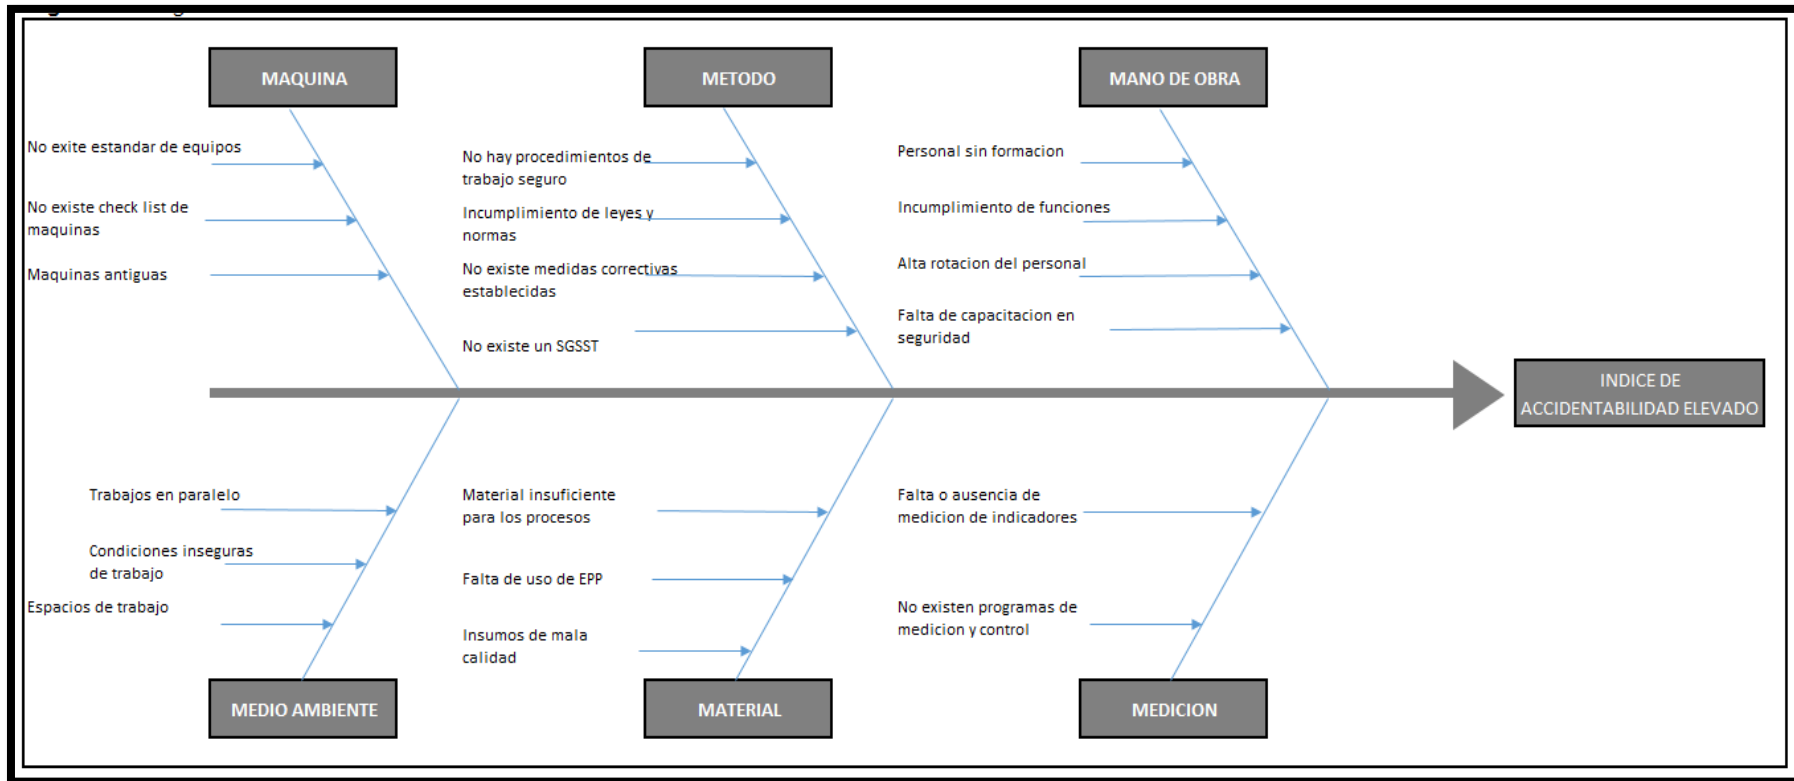 MAQUINA
METODO
MANO DE OBRA
No exite estandar de equipos
No existe check list de
maquinas
Maquinas antiguas
No hay procedimientos de
trabajo seguro
Incumplimiento de leyes y
normas
No existe medidas correctivas
establecidas
No existe un SGSST
Personal sin formacion
Incumplimiento de funciones
Alta rotacion del personal
Falta de capacitacion en
seguridad
INDICE DE
ACCIDENTABILIDAD ELEVADO
Trabajos en paralelo
Condiciones inseguras
de trabajo
Espacios de trabajo
Material insuficiente
para los procesos
Falta de uso de EPP
Insumos de mala
calidad
Falta o ausencia de
medicion de indicadores
No existen programas de
medicion y control
MEDIO AMBIENTE
MATERIAL
MEDICION